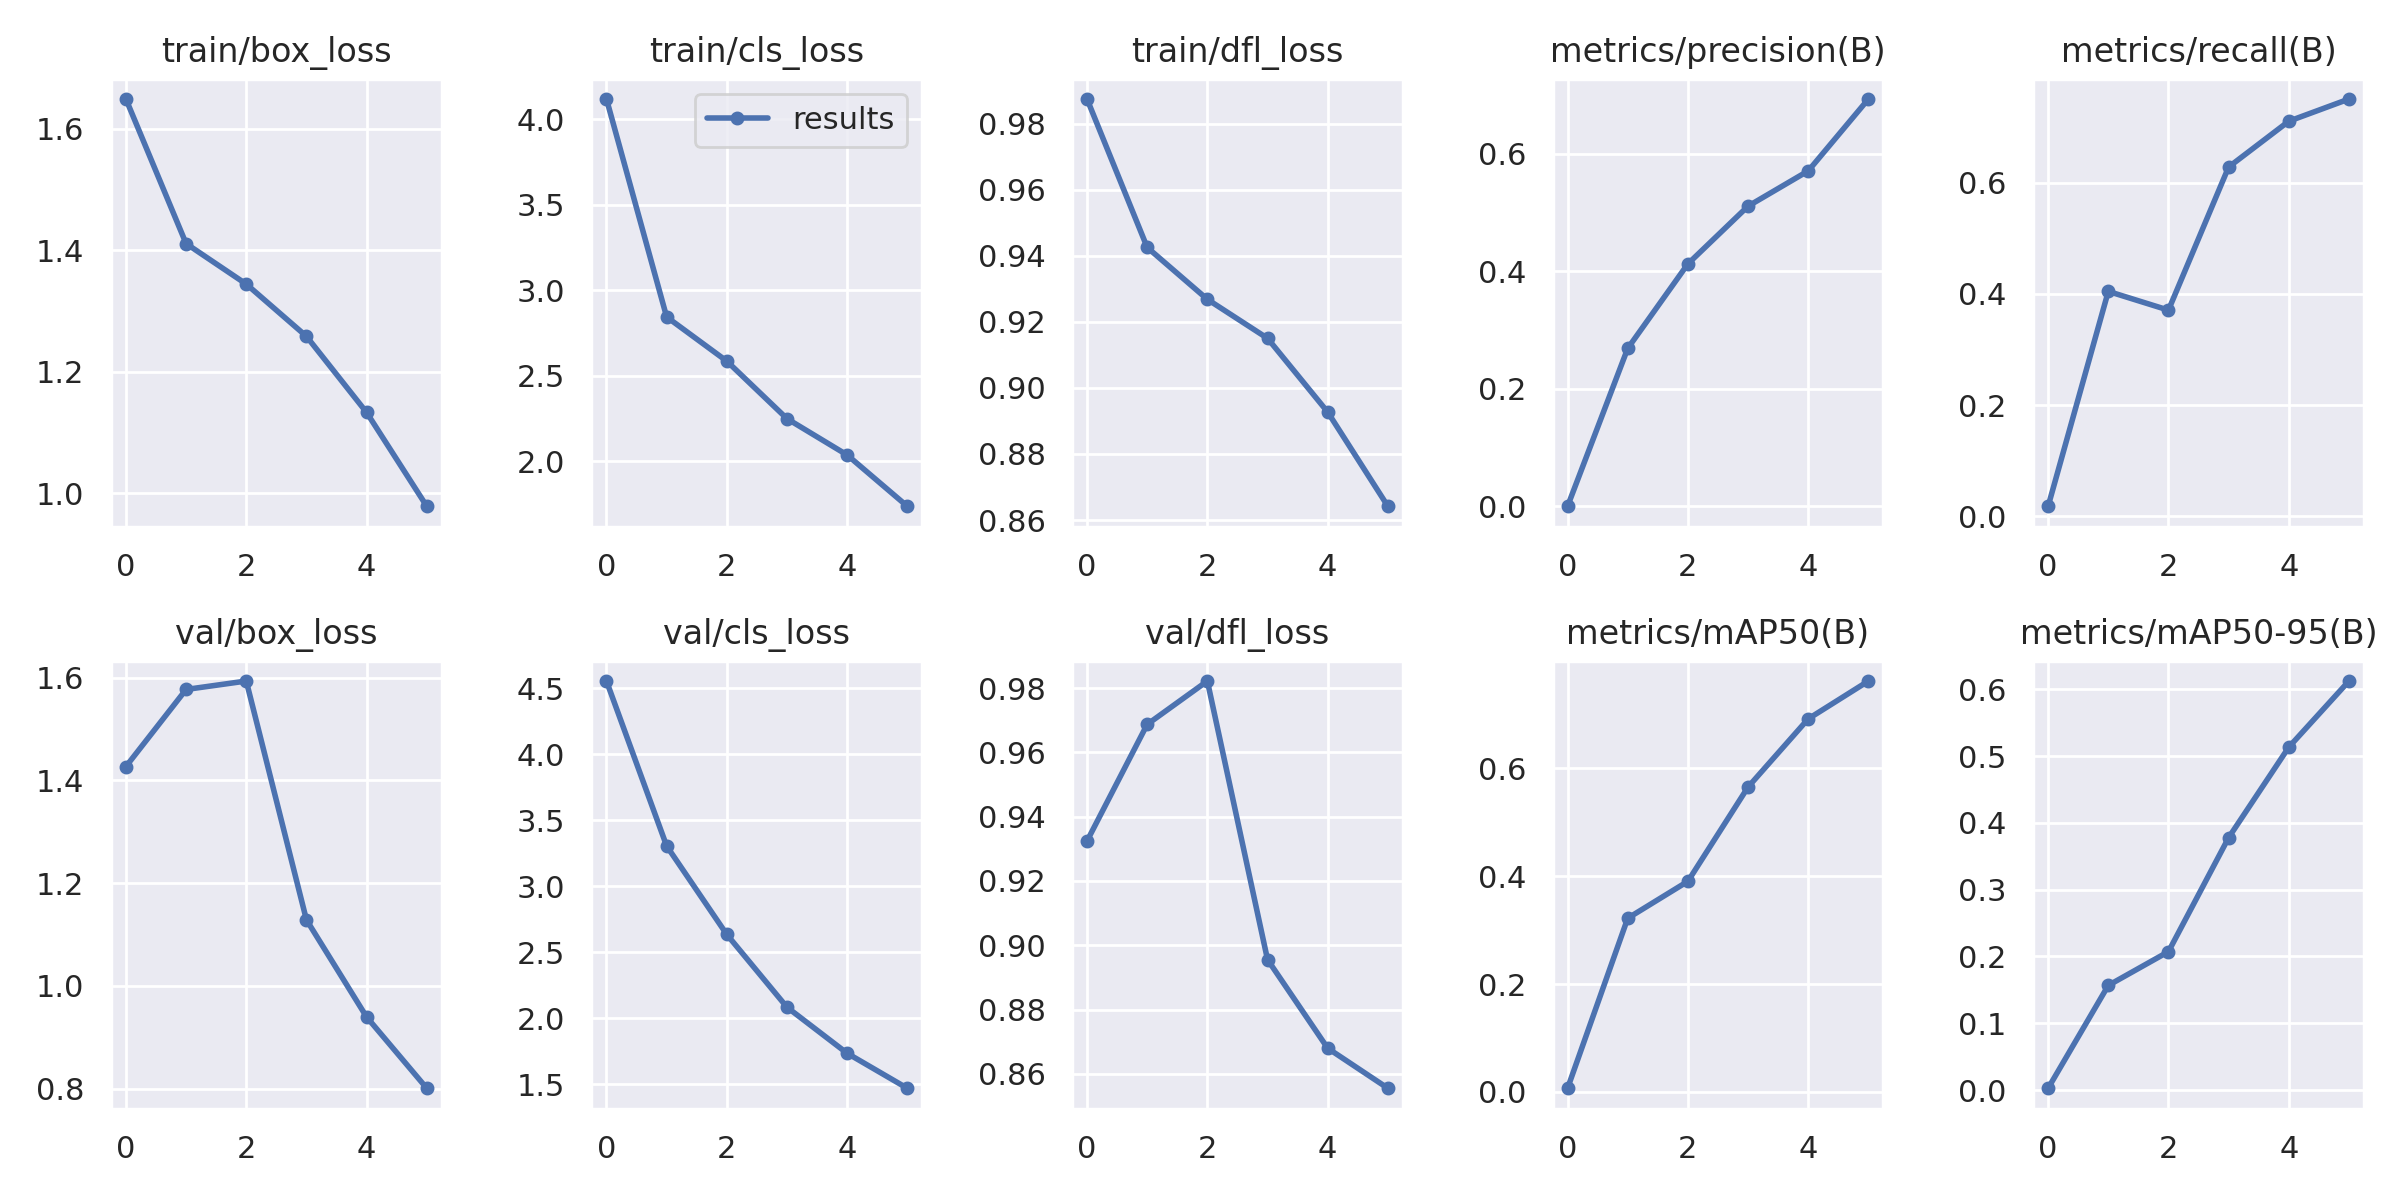 train/box_loss
1.6
1.4
1.2
1.0
0 2 4
train/cls_loss
results
4.0
3.5
3.0
2.5
2.0
0 2 4
train/dfl_loss
0.98
0.96
0.94
0.92
0.90
0.88
0.86
0 2 4
metrics/precision(B)
0.6
0.4
0.2
0.0
0 2 4
metrics/recall(B)
0.6
0.4
0.2
0.0
0 2 4
val/box_loss
1.6
1.4
1.2
1.0
0.8
0 2 4
val/cls_loss
4.5
4.0
3.5
3.0
2.5
2.0
1.5
0 2 4
val/dfl_loss
0.98
0.96
0.94
0.92
0.90
0.88
0.86
0 2 4
metrics/mAP50(B)
0.6
0.4
0.2
0.0
0 2 4
metrics/mAP50-95(B)
0.6
0.5
0.4
0.3
0.2
0.1
0.0
0 2 4